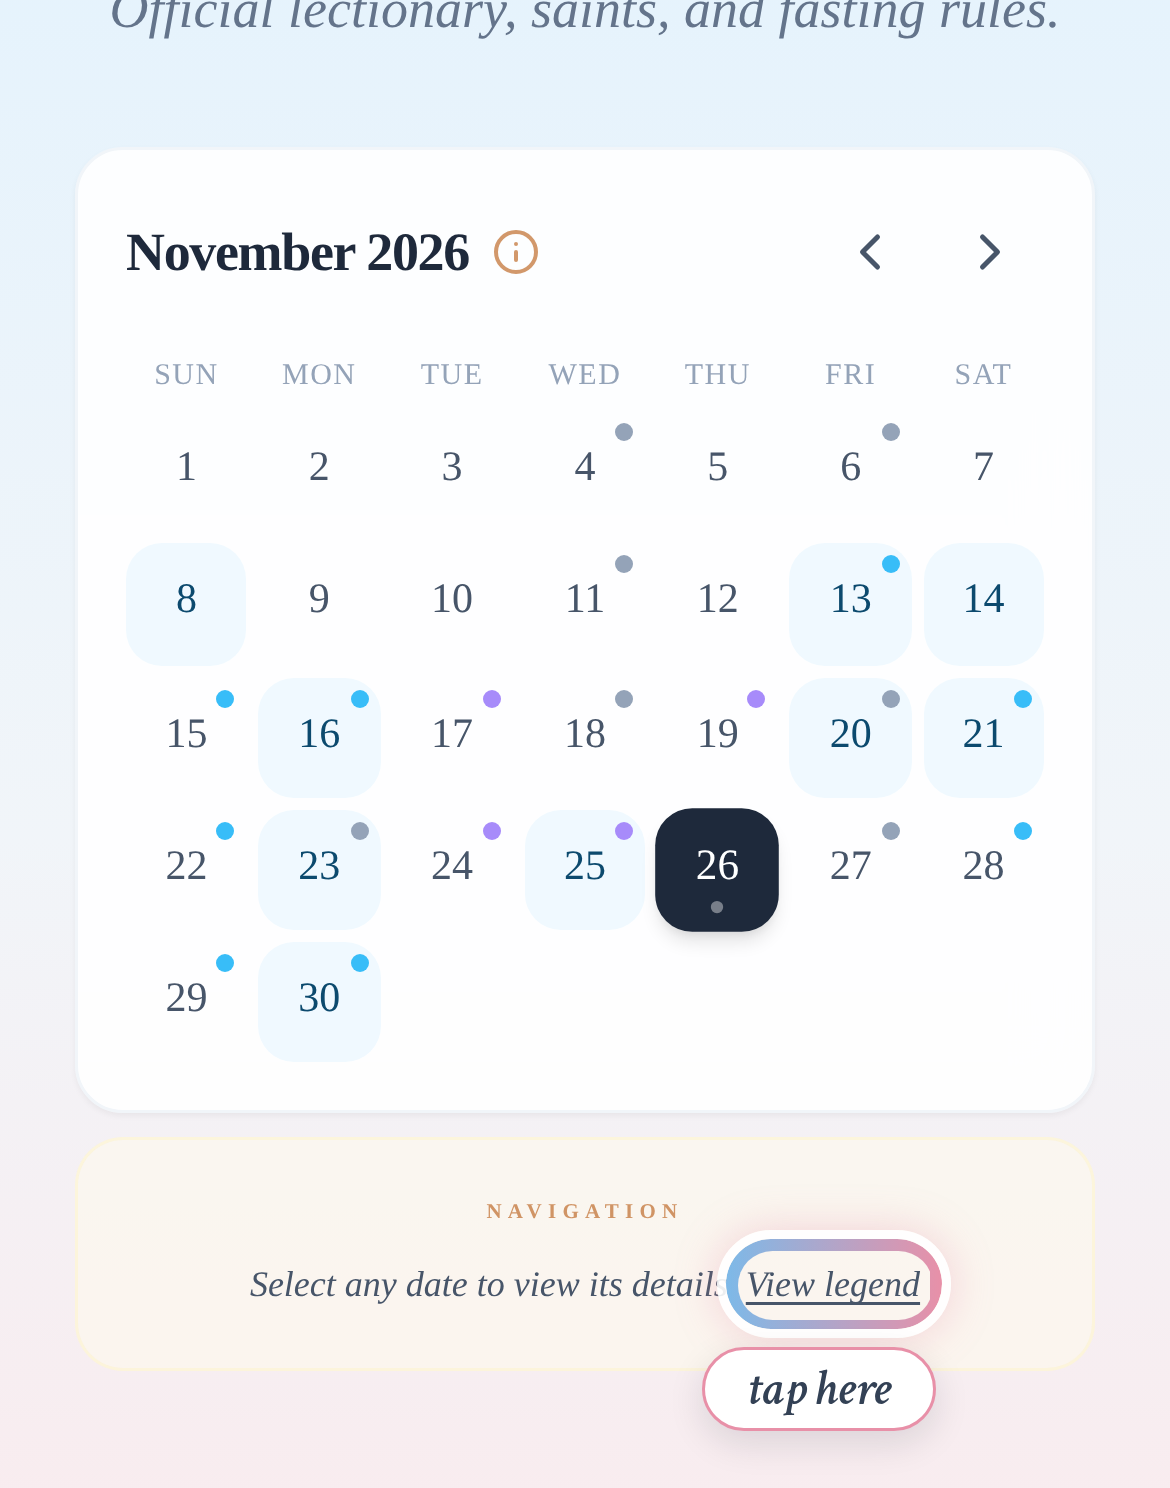 Official lectionary, saints, and fasting rules.
November 2026
SUN MON TUE WED THU FRI SAT
1 2 3 4 5 6 7
8 9 10 11 12 13 14
15 16 17 18 19 20 21
22 23 24 25 26 27 28
29 30
NAVIGATION
Select any date to view its details View legend
tap here